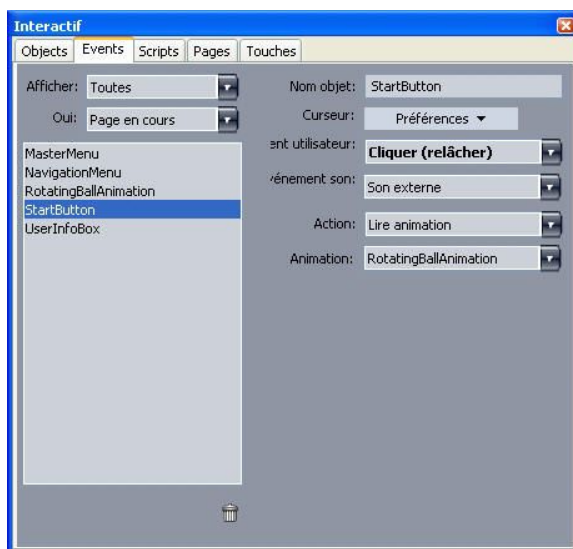 Interactif
Objects Events Scripts Pages Touches
Afficher: Toutes
Oui: Page en cours
MasterMenu
NavigationMenu
RotatingBallAnimation
StartButton
UserInfoBox
Nom objet: StartButton
Curseur: Préférences
ent utilisateur: Cliquer (relâcher)
événement son: Son externe
Action: Lire animation
Animation: RotatingBallAnimation